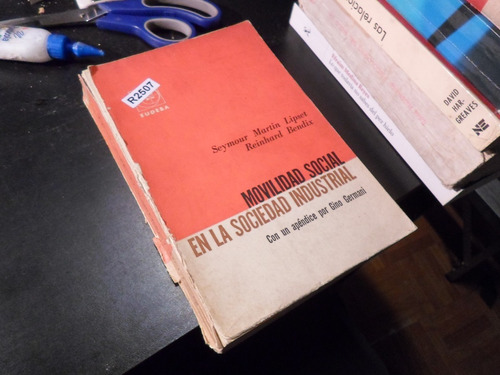 R2507
EUDEBA
Seymour Martin Lipset
Reinhard Bendix
MOVILIDAD SOCIAL
EN LA SOCIEDAD INDUSTRIAL
Con un apéndice por Gino Germani
Las relacio
DAVID
HAR-
GREAVES